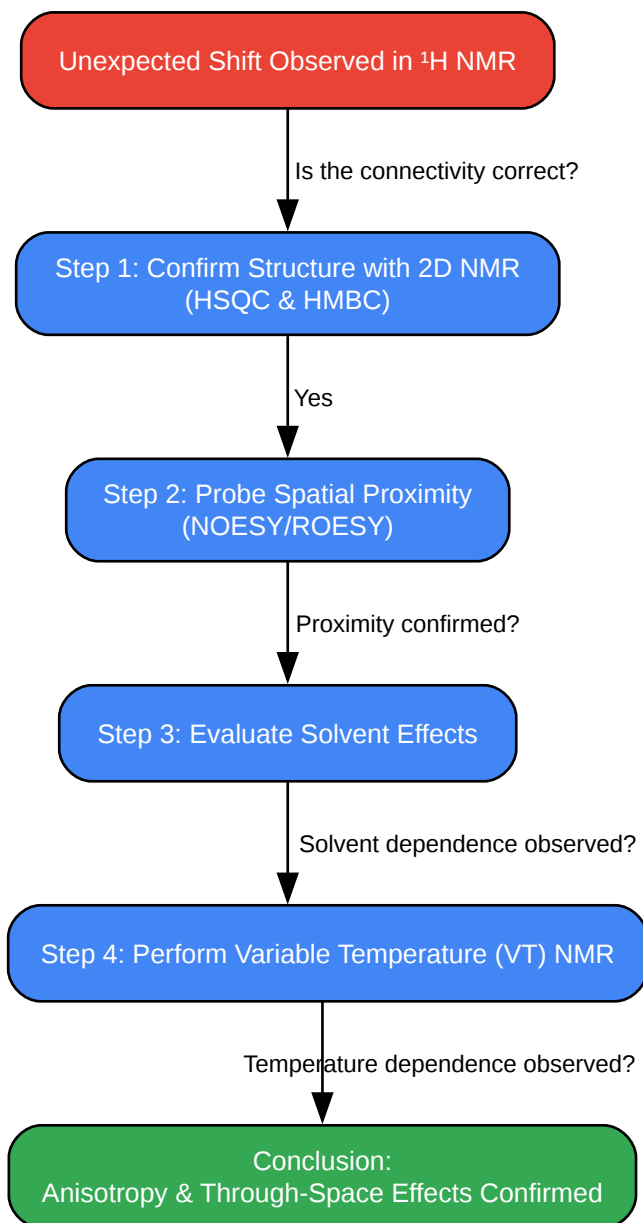 Unexpected Shift Observed in ¹H NMR
Is the connectivity correct?
Step 1: Confirm Structure with 2D NMR
(HSQC & HMBC)
Yes
Step 2: Probe Spatial Proximity
(NOESY/ROESY)
Proximity confirmed?
Step 3: Evaluate Solvent Effects
Solvent dependence observed?
Step 4: Perform Variable Temperature (VT) NMR
Temperature dependence observed?
Conclusion:
Anisotropy & Through-Space Effects Confirmed